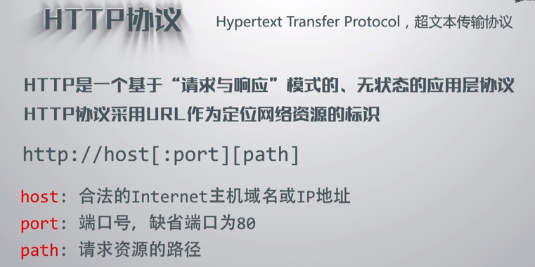 HTTP协议 Hypertext Transfer Protocol，超文本传输协议
HTTP是一个基于“请求与响应”模式的、无状态的应用层协议
HTTP协议采用URL作为定位网络资源的标识
http://host[:port][path]
host: 合法的Internet主机域名或IP地址
port: 端口号，缺省端口为80
path: 请求资源的路径